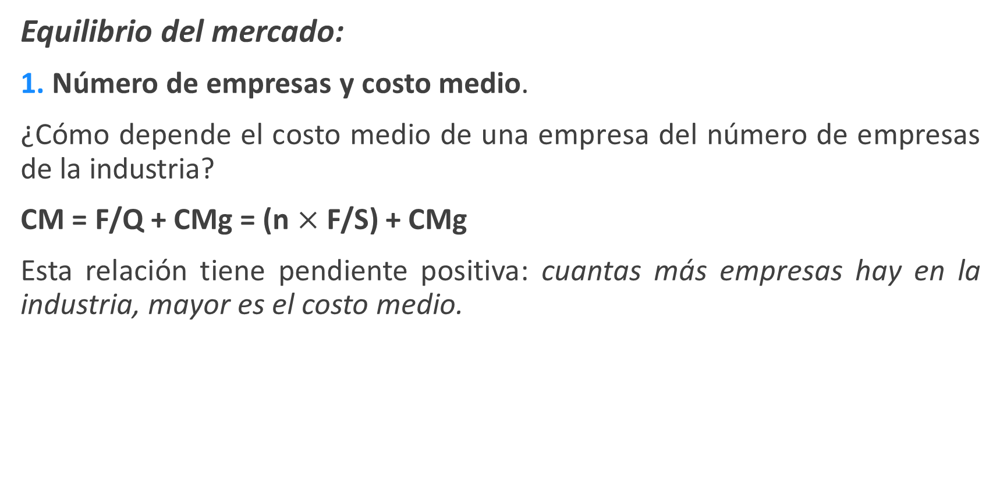 Equilibrio del mercado:
1. Número de empresas y costo medio.
¿Cómo depende el costo medio de una empresa del número de empresas
de la industria?
CM = F/Q + CMg = (n × F/S) + CMg
Esta relación tiene pendiente positiva: cuantas más empresas hay en la
industria, mayor es el costo medio.